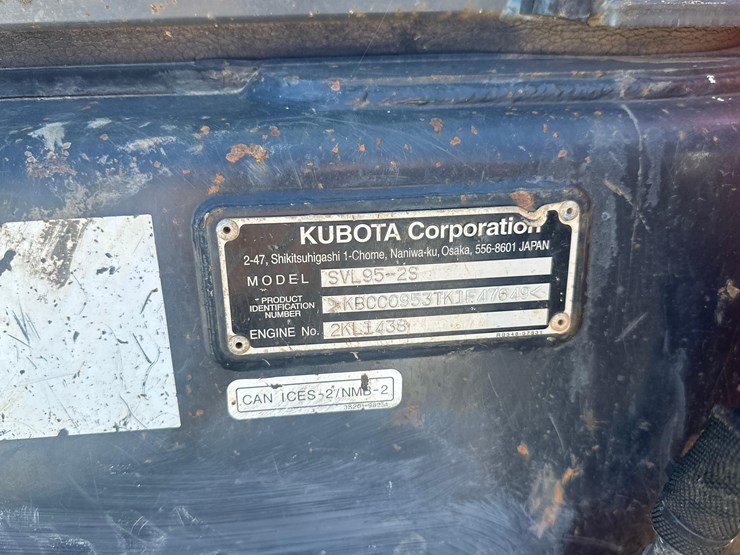 KUBOTA Corporation
2-47, Shikitsuhigashi 1-Chome, Naniwa-ku, Osaka, 556-8601 JAPAN
MODEL SVL95-2S
PRODUCT
IDENTIFICATION
NUMBER
ENGINE No. 2KL1438
CAN ICES-2/NMB-2